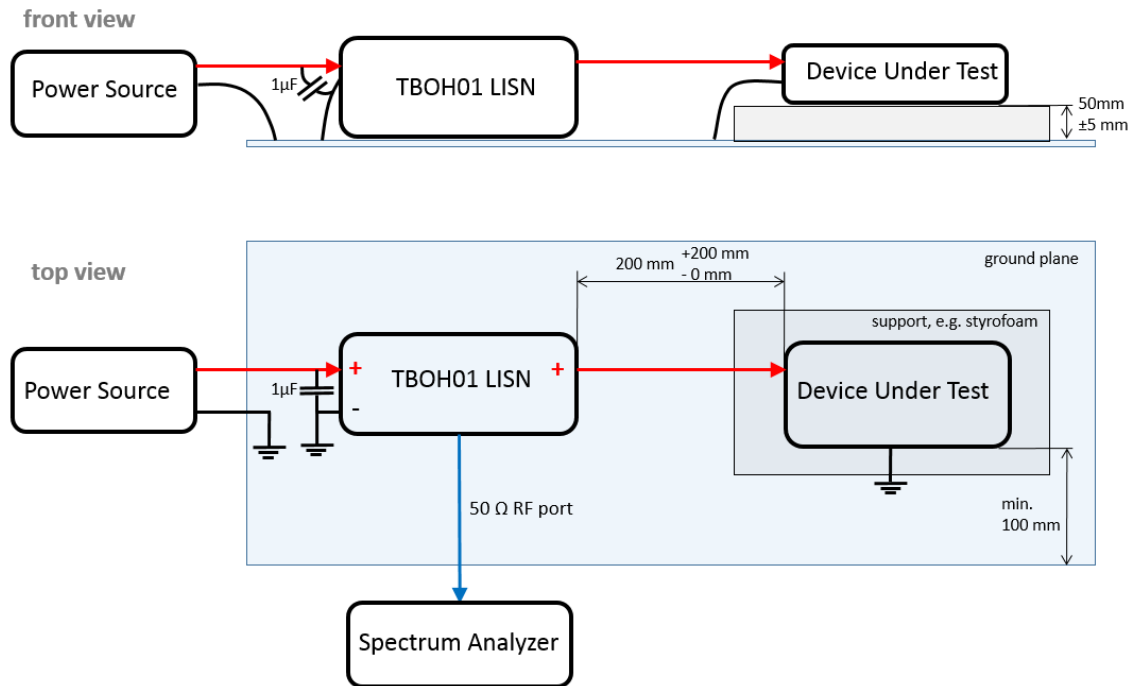 front view
Power Source
1µF
TBOH01 LISN
Device Under Test
50mm
±5 mm
top view
ground plane
200 mm +200 mm
- 0 mm
support, e.g. styrofoam
Power Source
1µF
+
-
TBOH01 LISN
+
Device Under Test
50 Ω RF port
min.
100 mm
Spectrum Analyzer